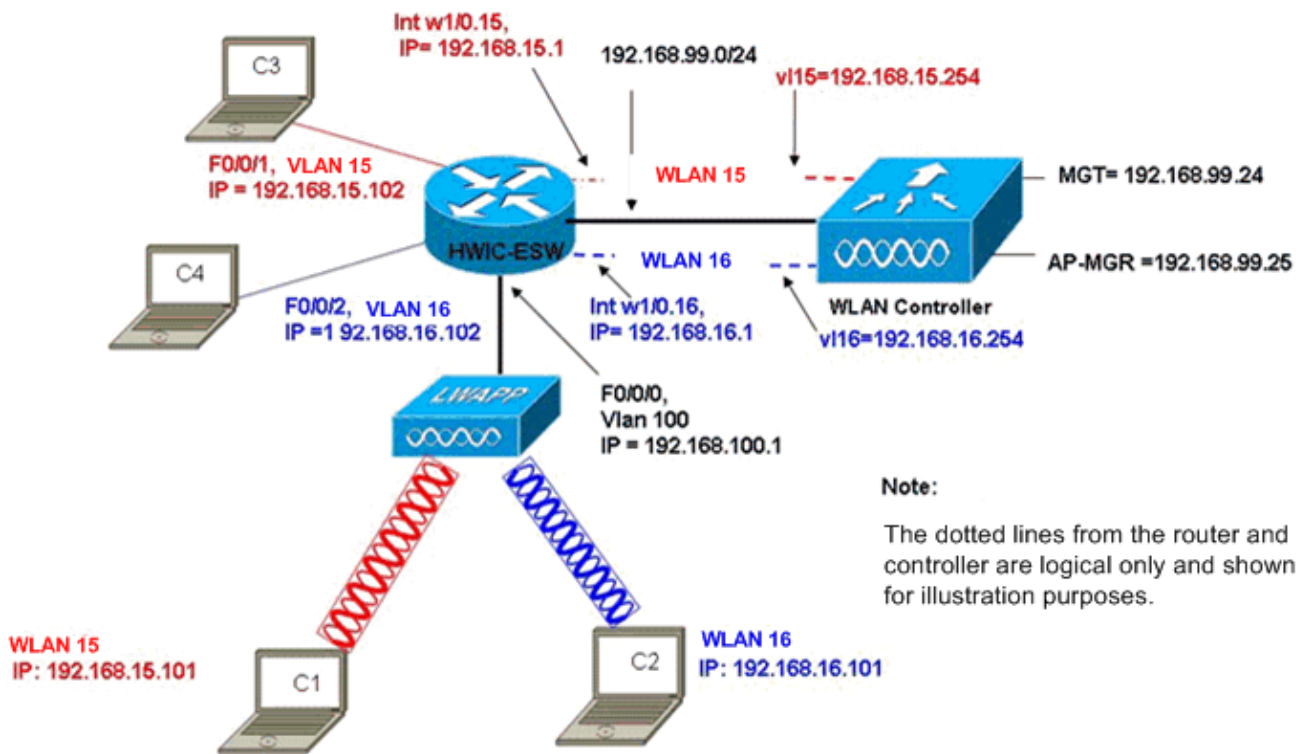 Int w1/0.15,
IP= 192.168.15.1
192.168.99.0/24
vl15=192.168.15.254
C3
F0/0/1, VLAN 15
IP = 192.168.15.102
WLAN 15
MGT= 192.168.99.24
HWIC-ESW
C4
WLAN 16
AP-MGR =192.168.99.25
F0/0/2, VLAN 16
IP =1 92.168.16.102
Int w1/0.16,
IP= 192.168.16.1
WLAN Controller
vl16=192.168.16.254
LWAPP
F0/0/0,
Vlan 100
IP = 192.168.100.1
Note:
The dotted lines from the router and
controller are logical only and shown
for illustration purposes.
WLAN 15
IP: 192.168.15.101
C1
C2
WLAN 16
IP: 192.168.16.101